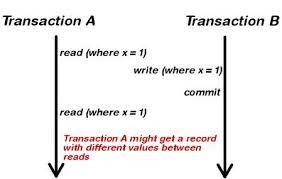 Transaction A
Transaction B
read (where x = 1)
write (where x = 1)
commit
read (where x = 1)
Transaction A might get a record
with different values between
reads